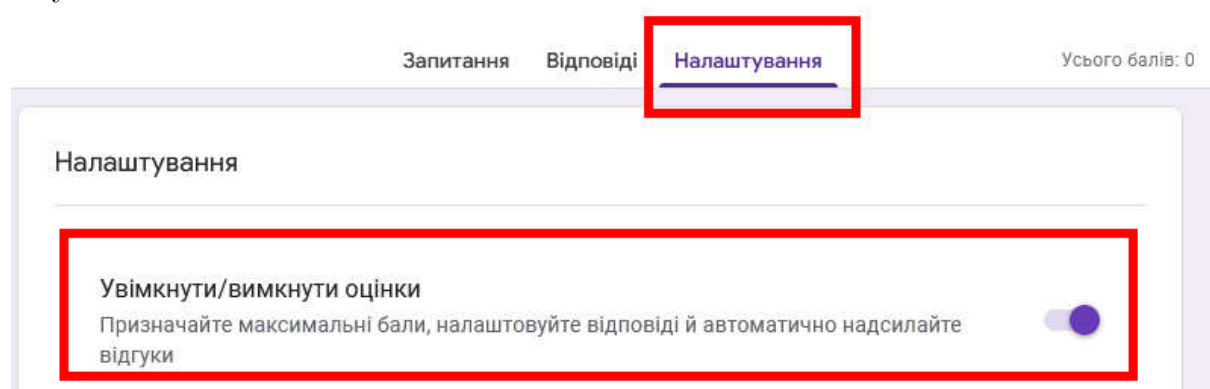 Запитання Відповіді Налаштування Усього балів: 0
Налаштування
Увімкнути/вимкнути оцінки
Призначайте максимальні бали, налаштовуйте відповіді й автоматично надсилайте
відгуки